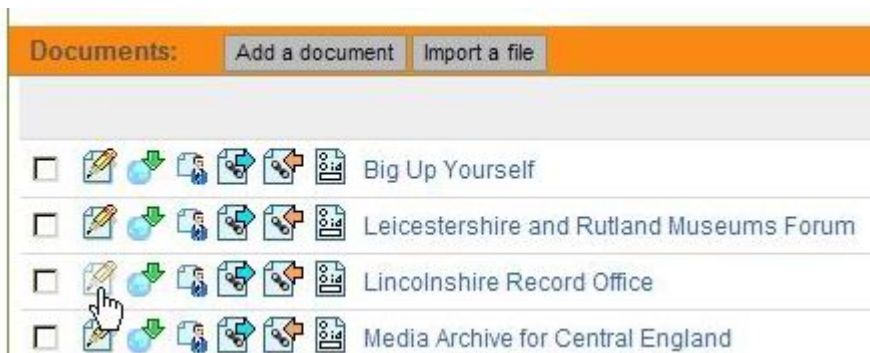 Documents: Add a document Import a file
Big Up Yourself
Leicestershire and Rutland Museums Forum
Lincolnshire Record Office
Media Archive for Central England